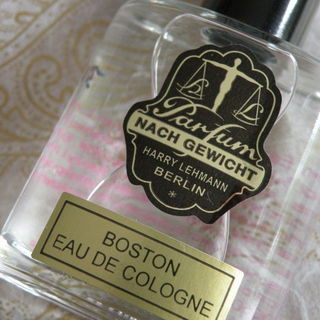 Parfum
NACH GEWICHT
HARRY LEHMANN
BERLIN
BOSTON
EAU DE COLOGNE